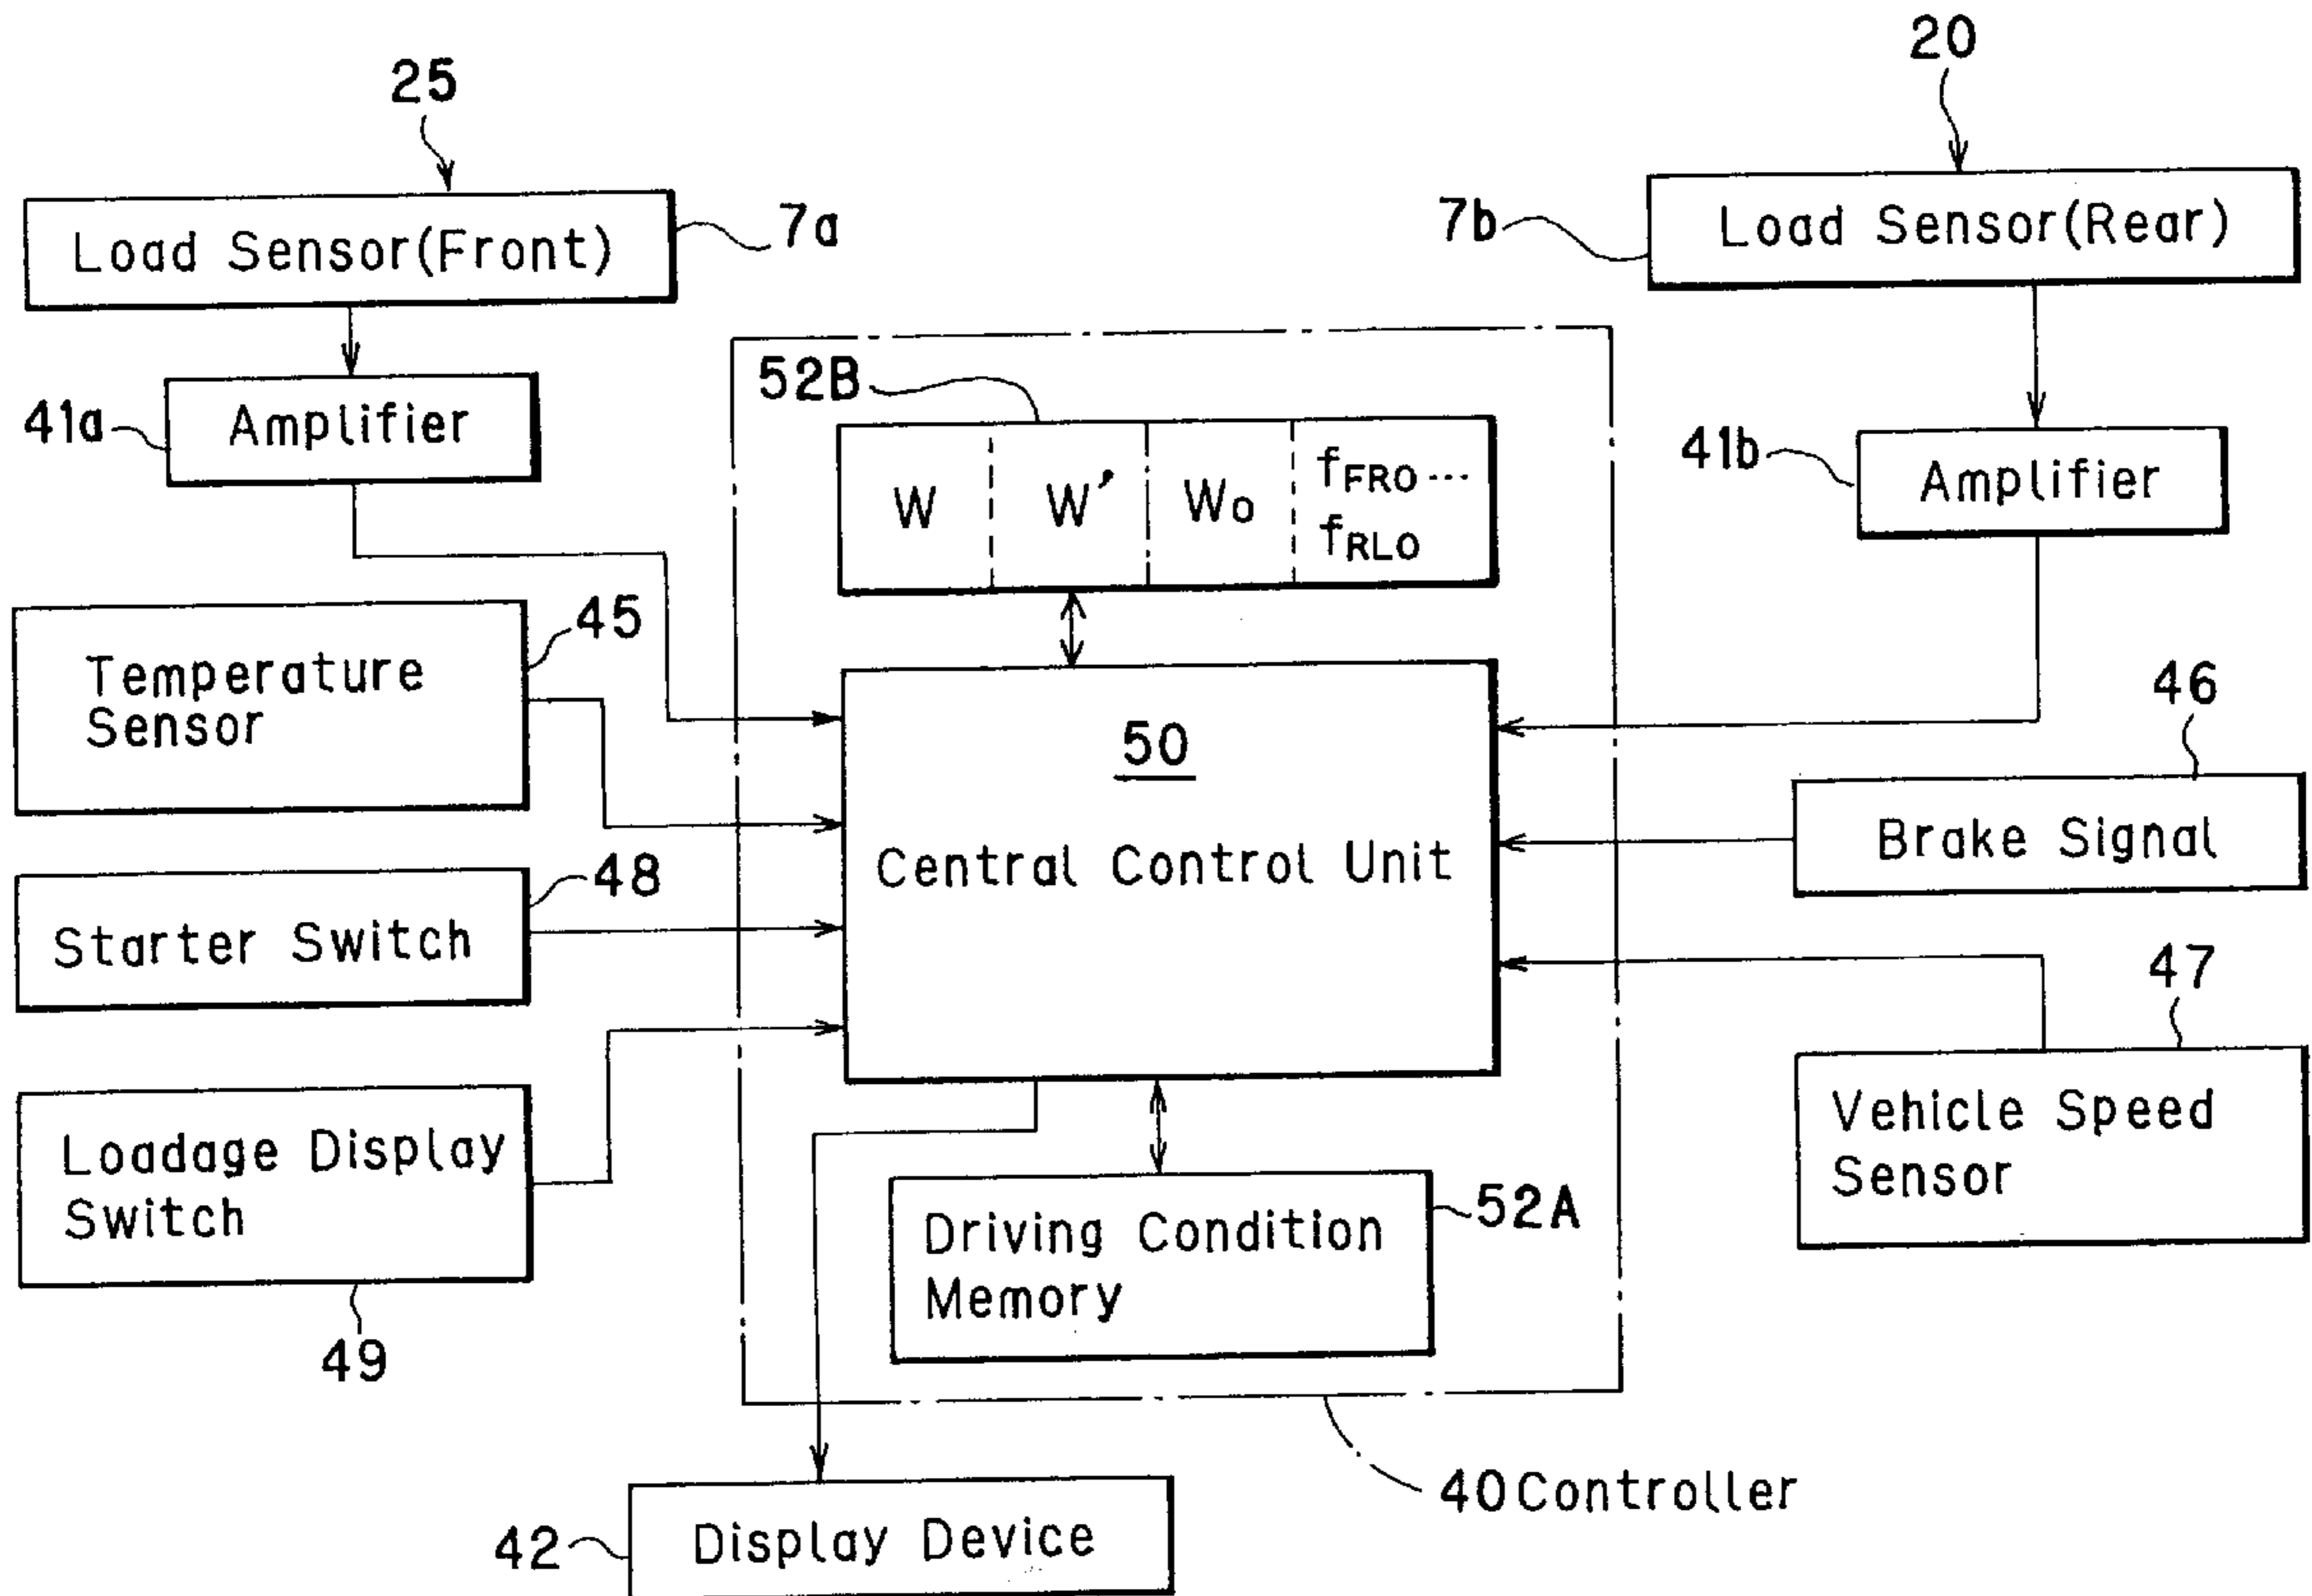 25
20
Load Sensor(Front)
7a
7b
Load Sensor(Rear)
52B
41a
Amplifier
41b
Amplifier
W
W'
Wo
fFRO ...
fRLO
45
Temperature
Sensor
46
50
Central Control Unit
Brake Signal
48
Starter Switch
47
Vehicle Speed
Sensor
Loadage Display
Switch
49
Driving Condition
Memory
52A
40 Controller
42
Display Device